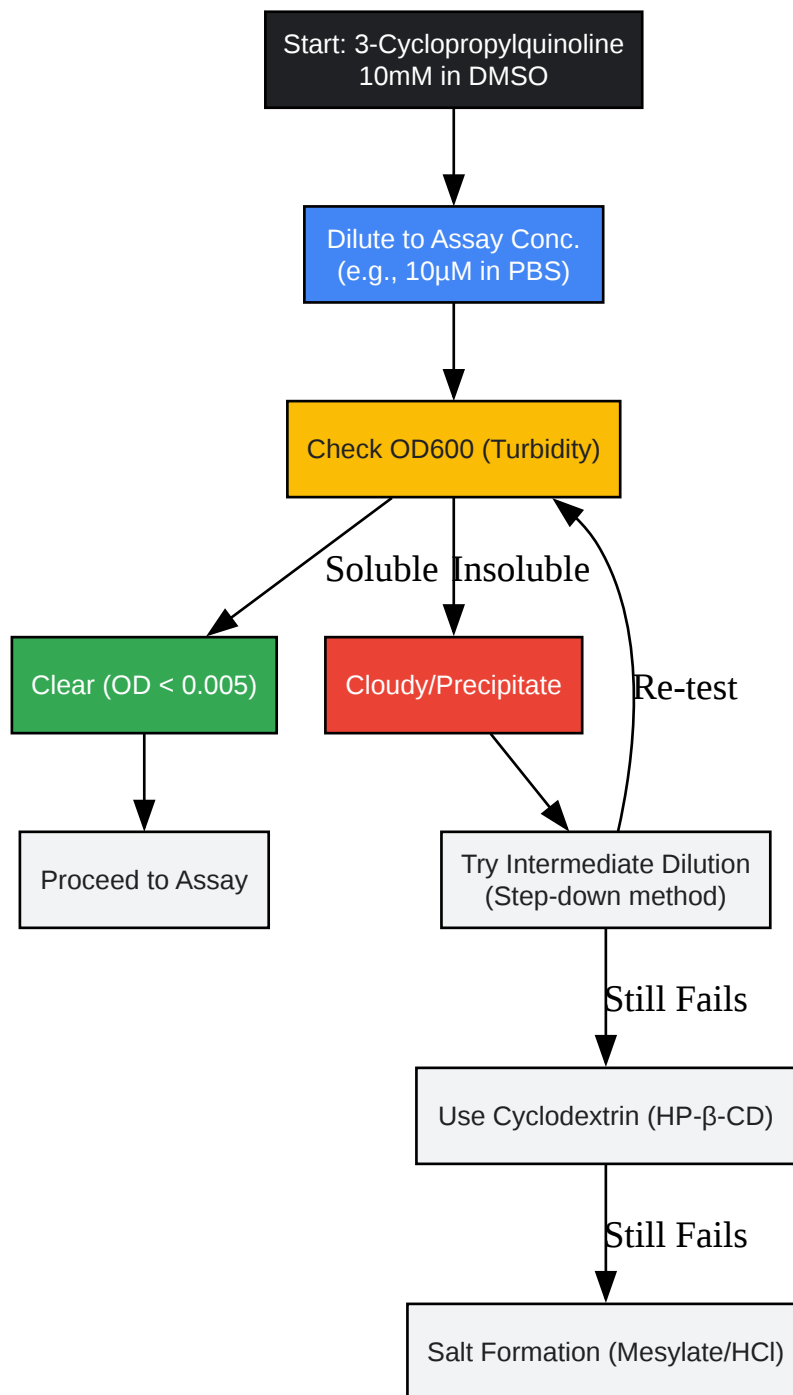 Start: 3-Cyclopropylquinoline
10mM in DMSO
Dilute to Assay Conc.
(e.g., 10µM in PBS)
Check OD600 (Turbidity)
Soluble
Insoluble
Clear (OD < 0.005)
Cloudy/Precipitate
Re-test
Proceed to Assay
Try Intermediate Dilution
(Step-down method)
Still Fails
Use Cyclodextrin (HP-β-CD)
Still Fails
Salt Formation (Mesylate/HCl)